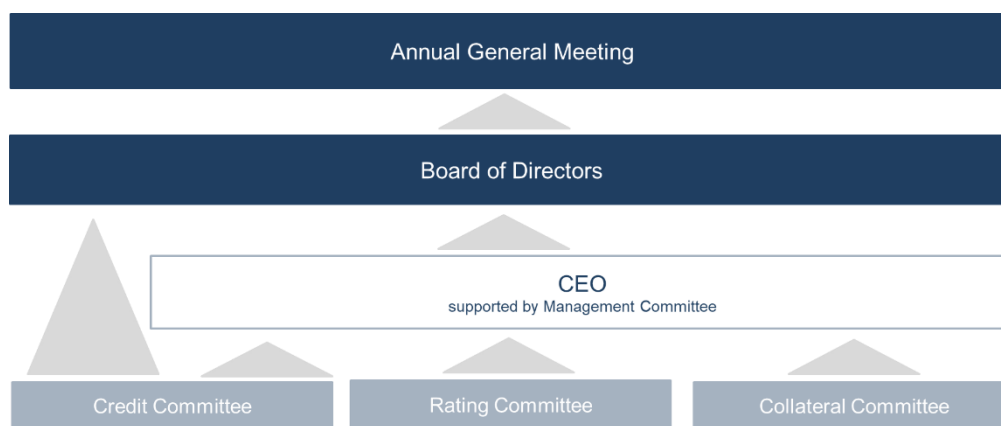 Annual General Meeting
Board of Directors
CEO
supported by Management Committee
Credit Committee
Rating Committee
Collateral Committee